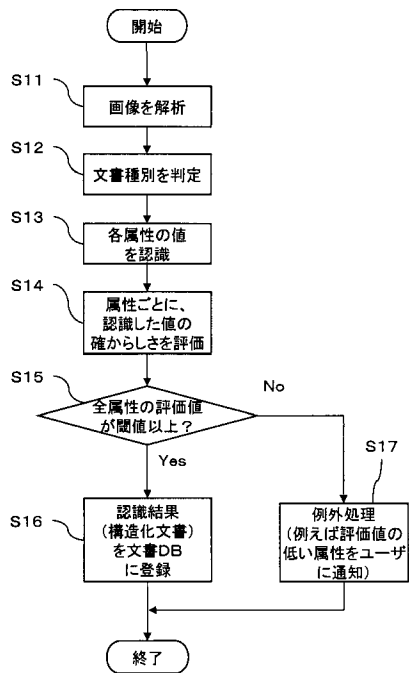 開始
S11
画像を解析
S12
文書種別を判定
S13
各属性の値
を認識
S14
属性ごとに、
認識した値の
確からしさを評価
S15
全属性の評価値
が閾値以上?
No
Yes
S16
認識結果
(構造化文書)
を文書DB
に登録
S17
例外処理
(例えば評価値の
低い属性をユーザ
に通知)
終了